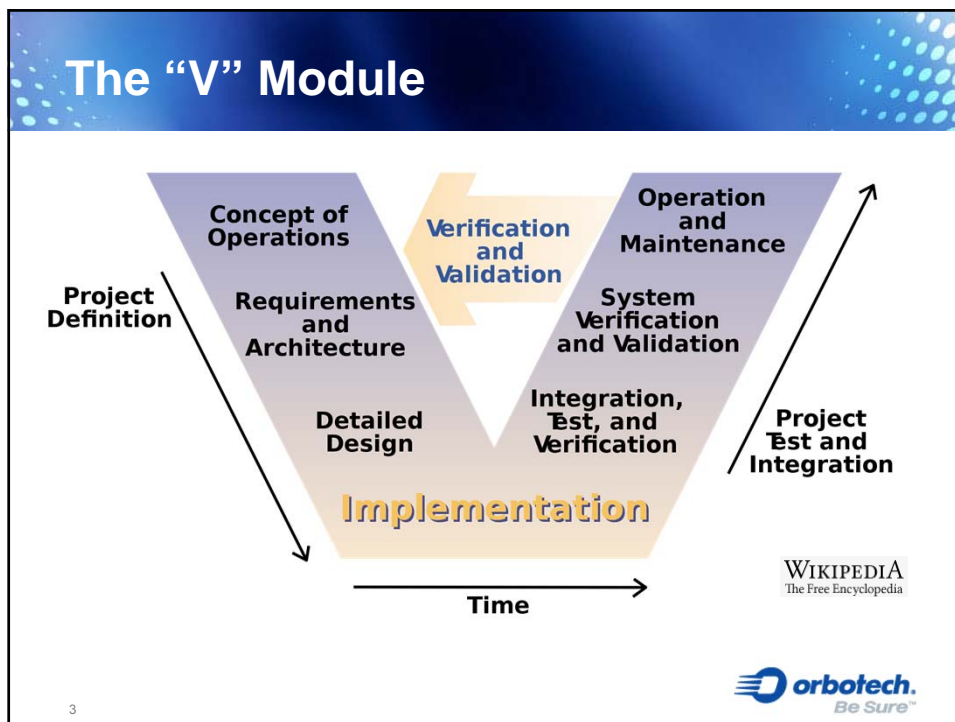 The “V” Module
Concept of
Operations
Verification
and
Validation
Operation
and
Maintenance
Project
Definition
Requirements
and
Architecture
System
Verification
and Validation
Detailed
Design
Integration,
Test, and
Verification
Project
Test and
Integration
Implementation
Time
WIKIPEDIA
The Free Encyclopedia
orbotech.
Be Sure™
3